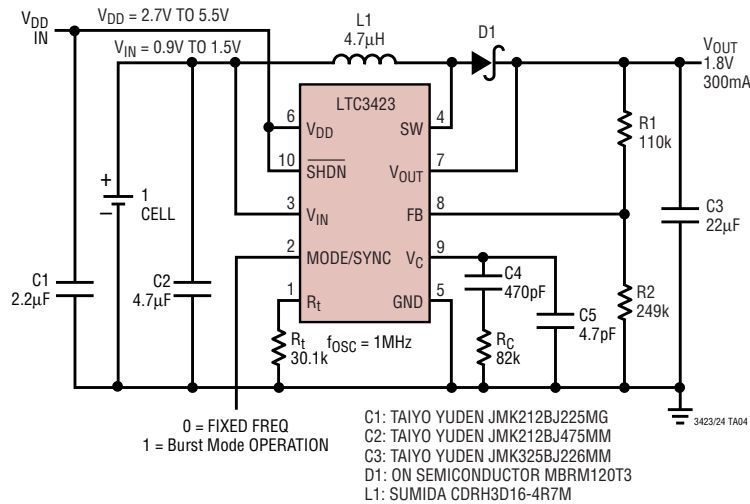 VDD
IN
VDD = 2.7V TO 5.5V
VIN = 0.9V TO 1.5V
L1
4.7µH
D1
VOUT
1.8V
300mA
LTC3423
6
VDD
SW
4
10
SHDN
VOUT
7
3
VIN
FB
8
2
MODE/SYNC
VC
9
1
Rt
GND
5
+
–
1
CELL
C1
2.2µF
C2
4.7µF
Rt
30.1k
fOSC = 1MHz
C4
470pF
RC
82k
C5
4.7pF
R1
110k
R2
249k
C3
22µF
0 = FIXED FREQ
1 = Burst Mode OPERATION
3423/24 TA04
C1: TAIYO YUDEN JMK212BJ225MG
C2: TAIYO YUDEN JMK212BJ475MM
C3: TAIYO YUDEN JMK325BJ226MM
D1: ON SEMICONDUCTOR MBRM120T3
L1: SUMIDA CDRH3D16-4R7M